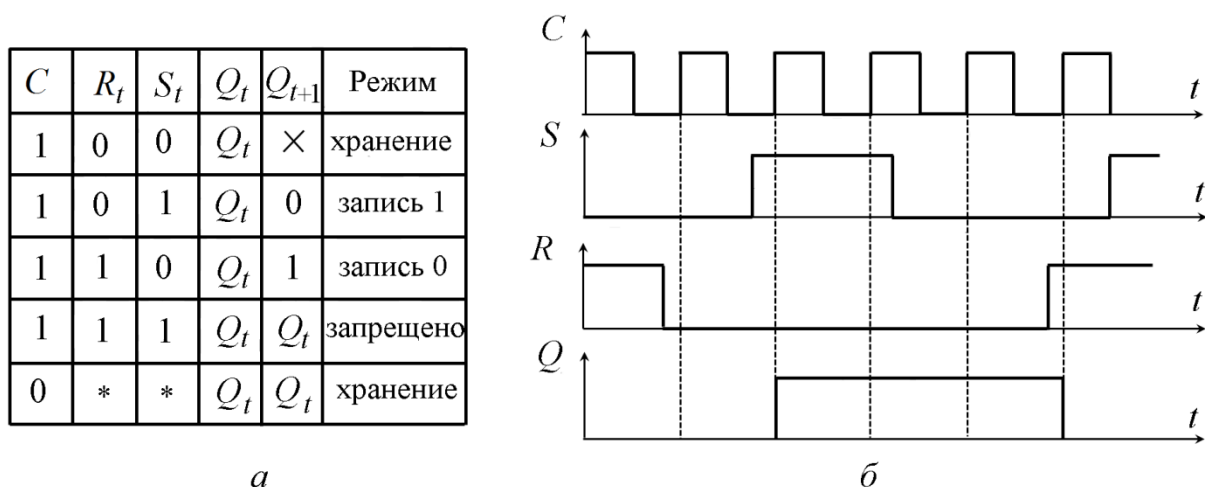 C R_t S_t Q_t Q_{t+1} Режим
1 0 0 Q_t × хранение
1 0 1 Q_t 0 запись 1
1 1 0 Q_t 1 запись 0
1 1 1 Q_t Q_t запрещено
0 * * Q_t Q_t хранение
а
C
t
S
t
R
t
Q
t
б